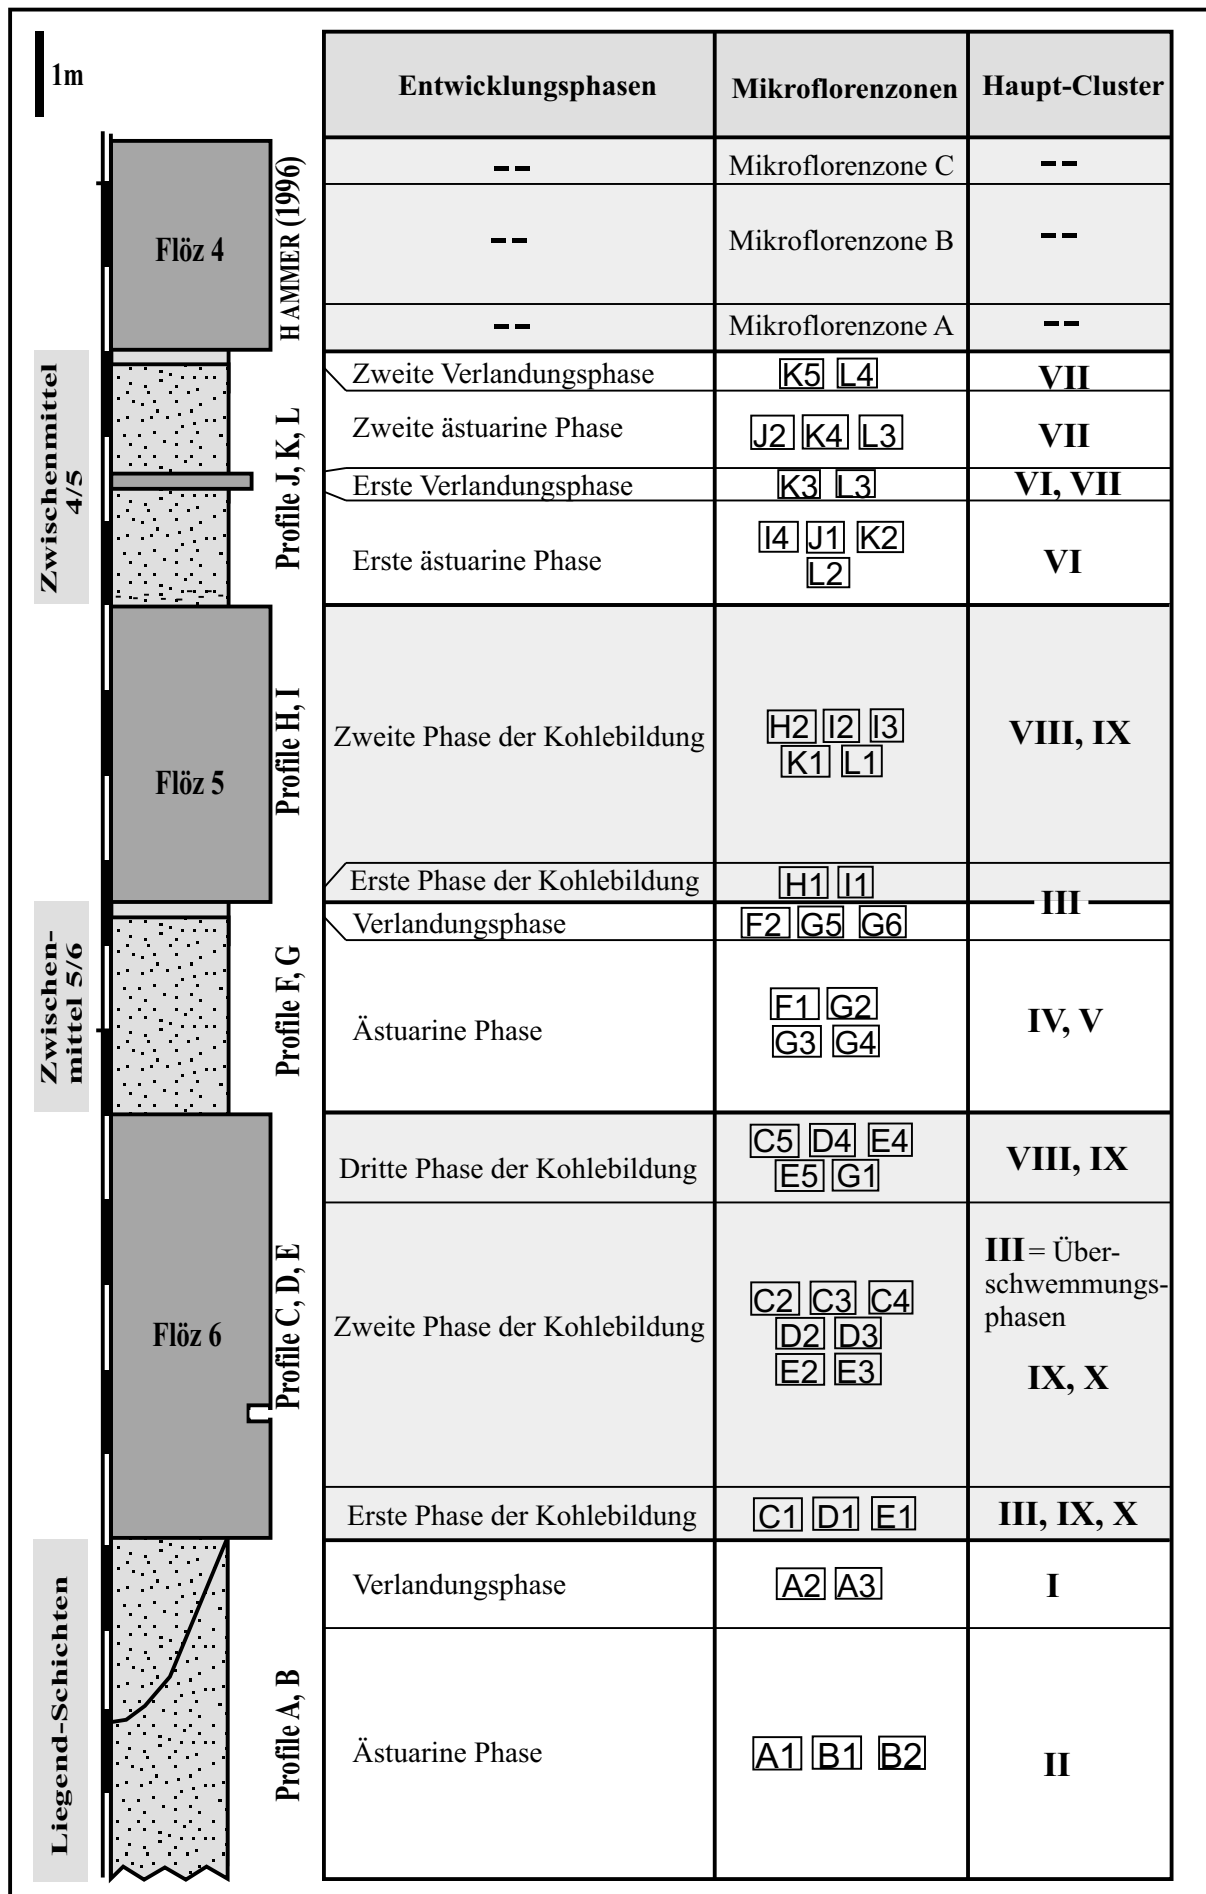 1m
Entwicklungsphasen Mikroflorenzonen Haupt-Cluster
Flöz 4
HAMMER (1996)
-- Mikroflorenzone C --
-- Mikroflorenzone B --
-- Mikroflorenzone A --
Zwischenmittel
4/5
Profile J, K, L
Zweite Verlandungsphase K5 L4 VII
Zweite ästuarine Phase J2 K4 L3 VII
Erste Verlandungsphase K3 L3 VI, VII
Erste ästuarine Phase
I4 J1 K2
L2
VI
Flöz 5
Profile H, I
Zweite Phase der Kohlebildung
H2 I2 I3
K1 L1
VIII, IX
Erste Phase der Kohlebildung H1 I1
III
Zwischen-
mittel 5/6
Profile F, G
Verlandungsphase F2 G5 G6
Ästuarine Phase
F1 G2
G3 G4
IV, V
Flöz 6
Profile C, D, E
Dritte Phase der Kohlebildung
C5 D4 E4
E5 G1
VIII, IX
Zweite Phase der Kohlebildung
C2 C3 C4
D2 D3
E2 E3
III = Über-
schwemmungs-
phasen
IX, X
Erste Phase der Kohlebildung C1 D1 E1 III, IX, X
Liegend-Schichten
Profile A, B
Verlandungsphase A2 A3 I
Ästuarine Phase A1 B1 B2 II